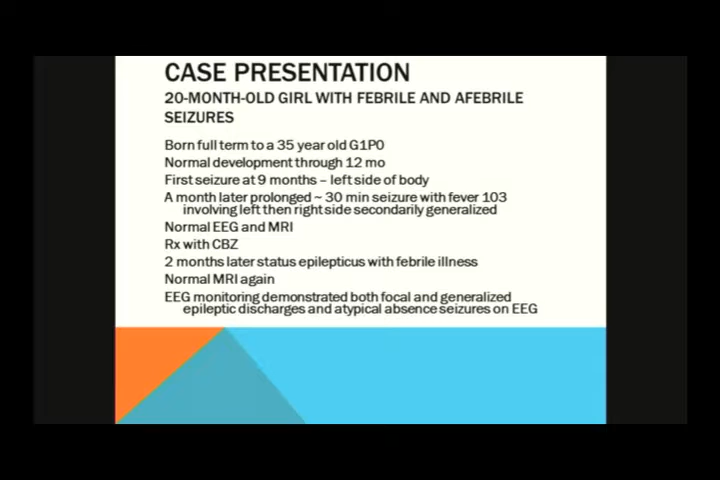 CASE PRESENTATION
20-MONTH-OLD GIRL WITH FEBRILE AND AFEBRILE
SEIZURES
Born full term to a 35 year old G1P0
Normal development through 12 mo
First seizure at 9 months – left side of body
A month later prolonged ~ 30 min seizure with fever 103
involving left then right side secondarily generalized
Normal EEG and MRI
Rx with CBZ
2 months later status epilepticus with febrile illness
Normal MRI again
EEG monitoring demonstrated both focal and generalized
epileptic discharges and atypical absence seizures on EEG